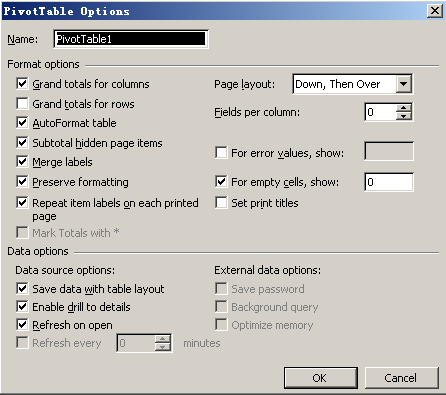 PivotTable Options
Name: PivotTable1
Format options
Grand totals for columns
Page layout: Down, Then Over
Grand totals for rows
Fields per column: 0
AutoFormat table
Subtotal hidden page items
For error values, show:
Merge labels
Preserve formatting
For empty cells, show: 0
Repeat item labels on each printed
page
Set print titles
Mark Totals with *
Data options
Data source options:
External data options:
Save data with table layout
Save password
Enable drill to details
Background query
Refresh on open
Optimize memory
Refresh every 0 minutes
OK
Cancel